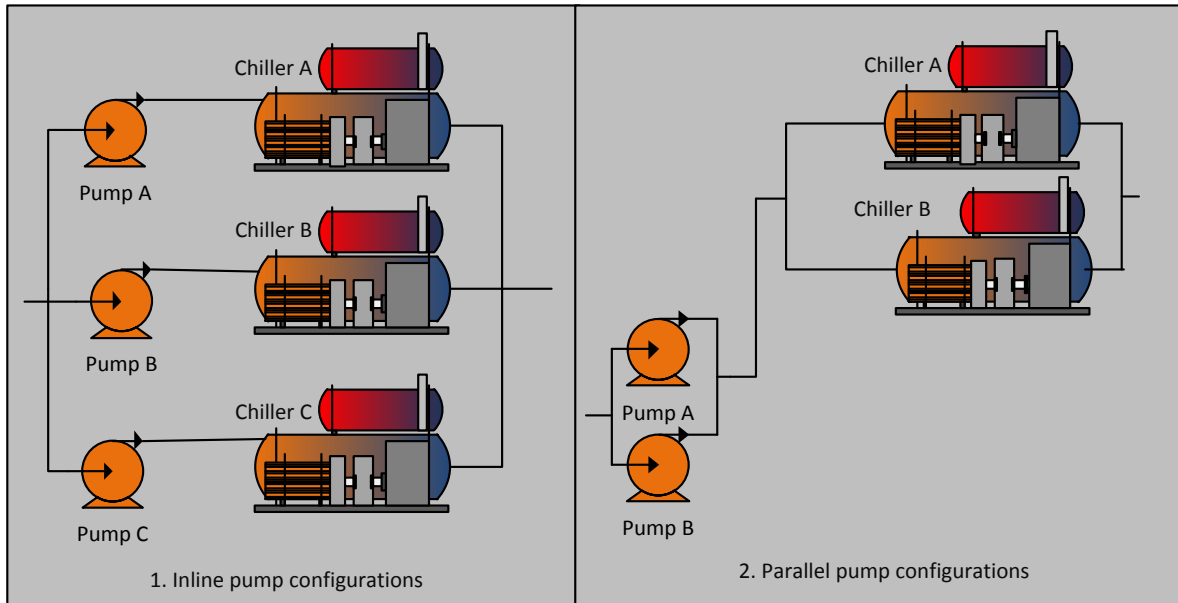 Chiller A
Pump A
Chiller B
Pump B
Chiller C
Pump C
1. Inline pump configurations
Chiller A
Chiller B
Pump A
Pump B
2. Parallel pump configurations